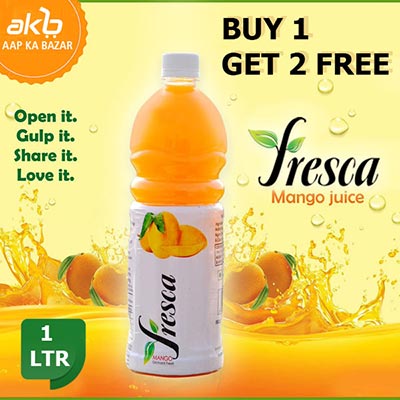 akb
AAP KA BAZAR
BUY 1
GET 2 FREE
Open it.
Gulp it.
Share it.
Love it.
fresca
Mango juice
fresca
MANGO
1
LTR